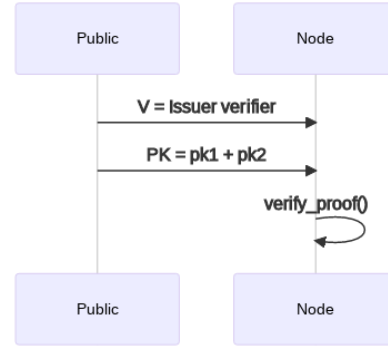 Public Node
V = Issuer verifier
PK = pk1 + pk2
verify_proof()
Public Node